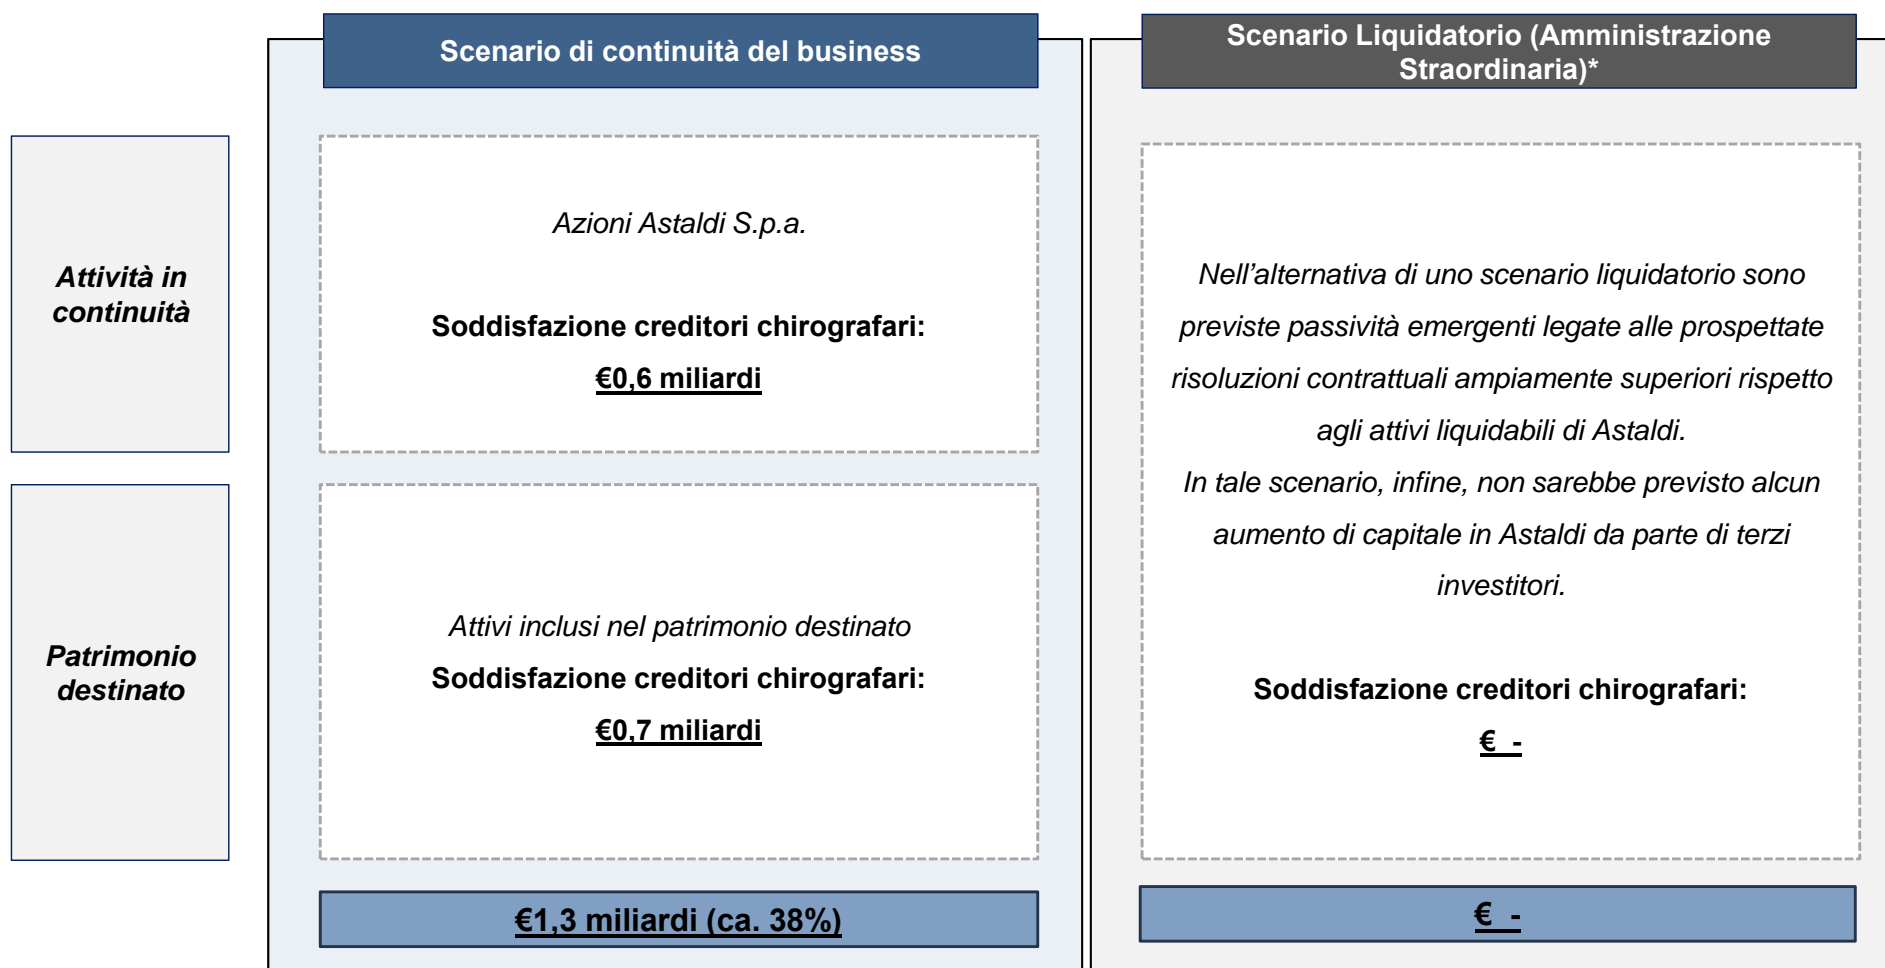 Scenario di continuità del business
Scenario Liquidatorio (Amministrazione
Straordinaria)*
Attività in
continuità
Azioni Astaldi S.p.a.
Soddisfazione creditori chirografari:
€0,6 miliardi
Patrimonio
destinato
Attivi inclusi nel patrimonio destinato
Soddisfazione creditori chirografari:
€0,7 miliardi
€1,3 miliardi (ca. 38%)
Nell’alternativa di uno scenario liquidatorio sono
previste passività emergenti legate alle prospettate
risoluzioni contrattuali ampiamente superiori rispetto
agli attivi liquidabili di Astaldi.
In tale scenario, infine, non sarebbe previsto alcun
aumento di capitale in Astaldi da parte di terzi
investitori.
Soddisfazione creditori chirografari:
€ -
€ -